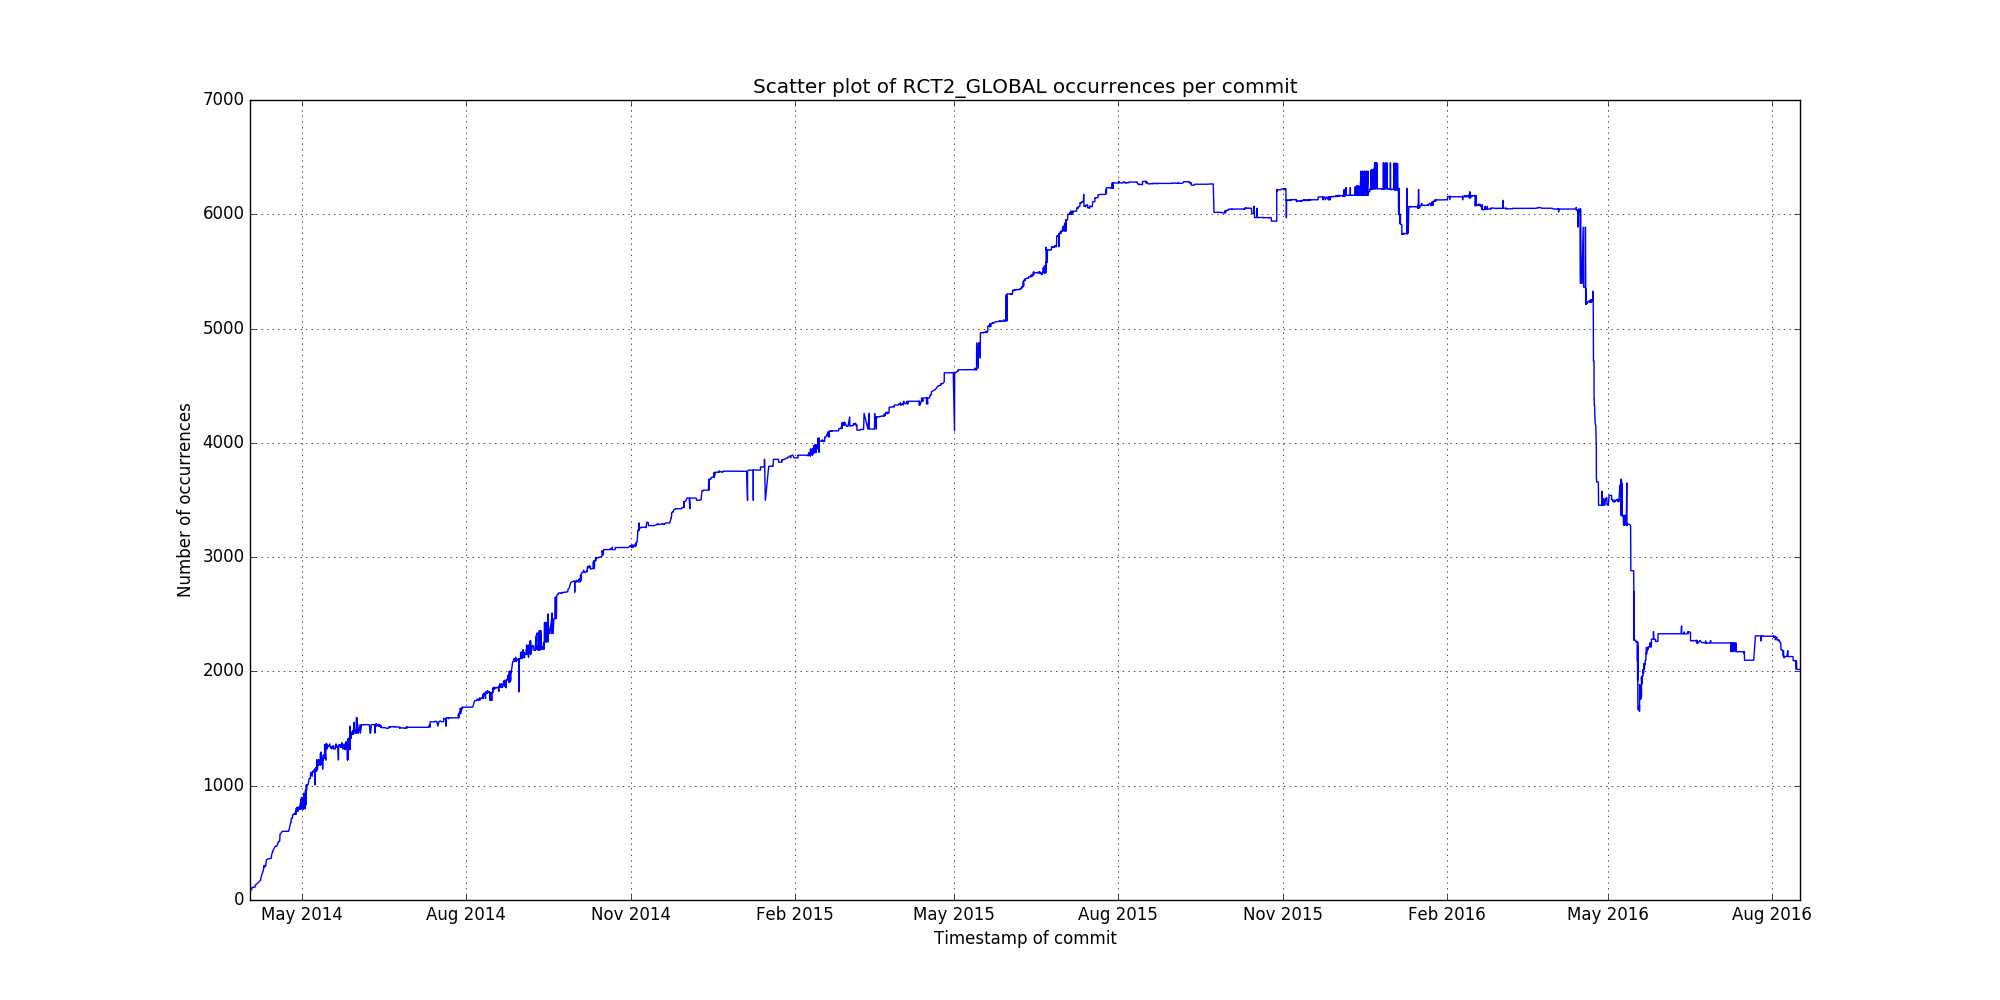 Scatter plot of RCT2_GLOBAL occurrences per commit
7000
6000
5000
4000
3000
2000
1000
0
Number of occurrences
May 2014 Aug 2014 Nov 2014 Feb 2015 May 2015 Aug 2015 Nov 2015 Feb 2016 May 2016 Aug 2016
Timestamp of commit